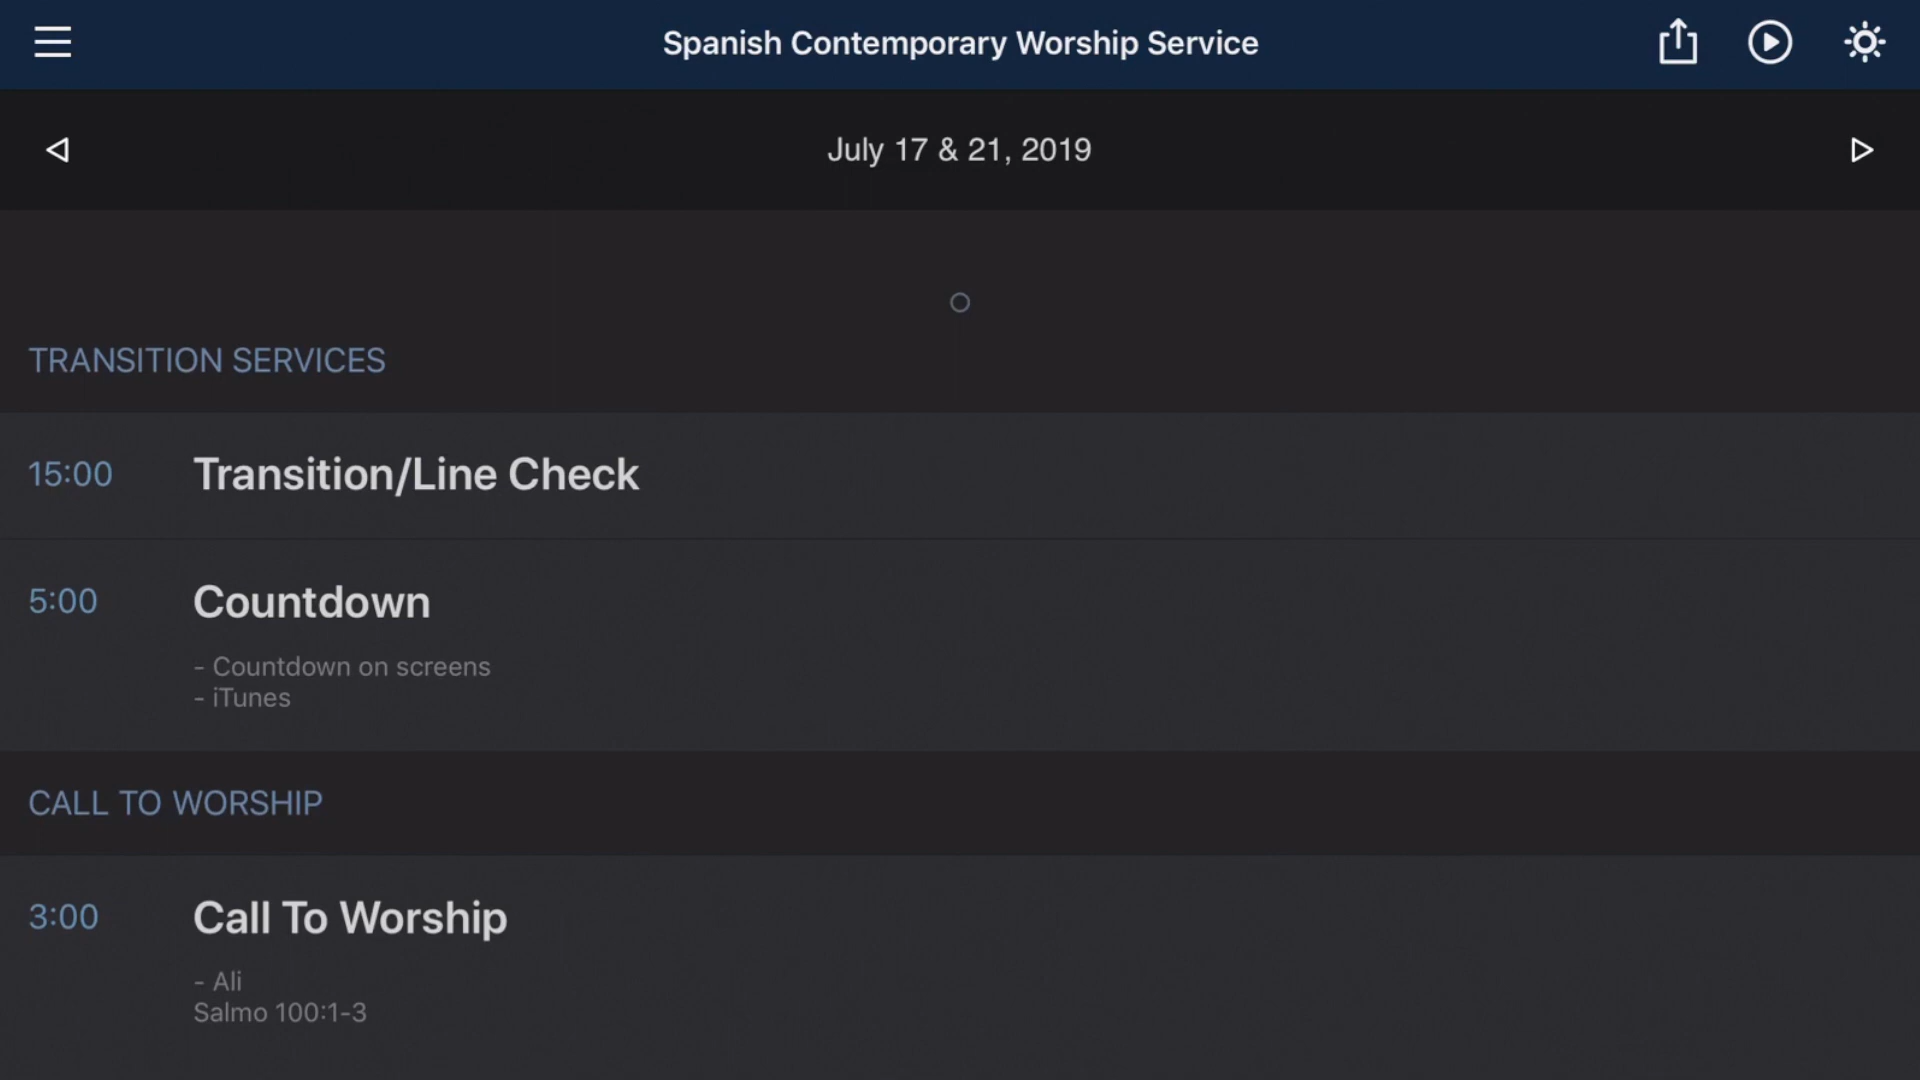 Spanish Contemporary Worship Service
July 17 & 21, 2019
TRANSITION SERVICES
15:00 Transition/Line Check
5:00 Countdown
- Countdown on screens
- iTunes
CALL TO WORSHIP
3:00 Call To Worship
- Ali
Salmo 100:1-3